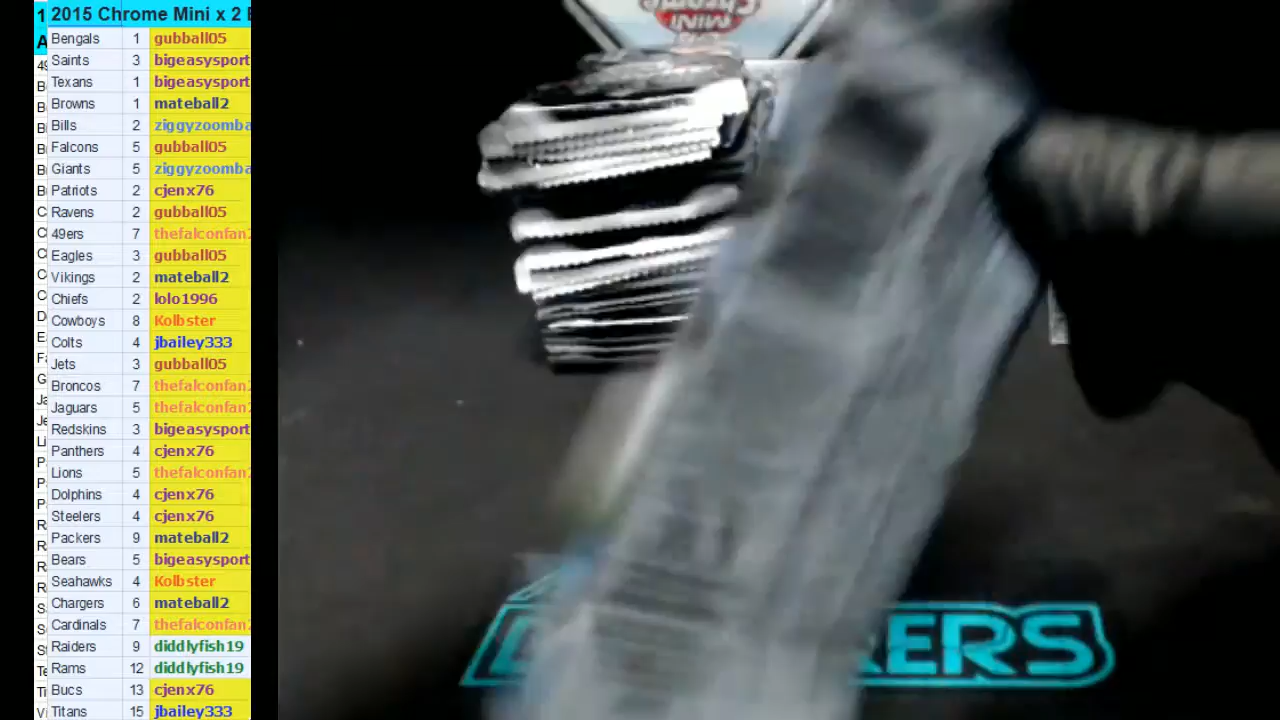 2015 Chrome Mini x 2 B
Bengals 1 gubball05
Saints 3 bigeasysport
Texans 1 bigeasysport
Browns 1 mateball2
Bills 2 ziggyzoomba
Falcons 5 gubball05
Giants 5 ziggyzoomba
Patriots 2 cjenx76
Ravens 2 gubball05
49ers 7 thefalconfan
Eagles 3 gubball05
Vikings 2 mateball2
Chiefs 2 lolo1996
Cowboys 8 Kolbster
Colts 4 jbailey333
Jets 3 gubball05
Broncos 7 thefalconfan
Jaguars 5 thefalconfan
Redskins 3 bigeasysport
Panthers 4 cjenx76
Lions 5 thefalconfan
Dolphins 4 cjenx76
Steelers 4 cjenx76
Packers 9 mateball2
Bears 5 bigeasysport
Seahawks 4 Kolbster
Chargers 6 mateball2
Cardinals 7 thefalconfan
Raiders 9 diddlyfish19
Rams 12 diddlyfish19
Bucs 13 cjenx76
Titans 15 jbailey333
Chrome
MINI
KERS